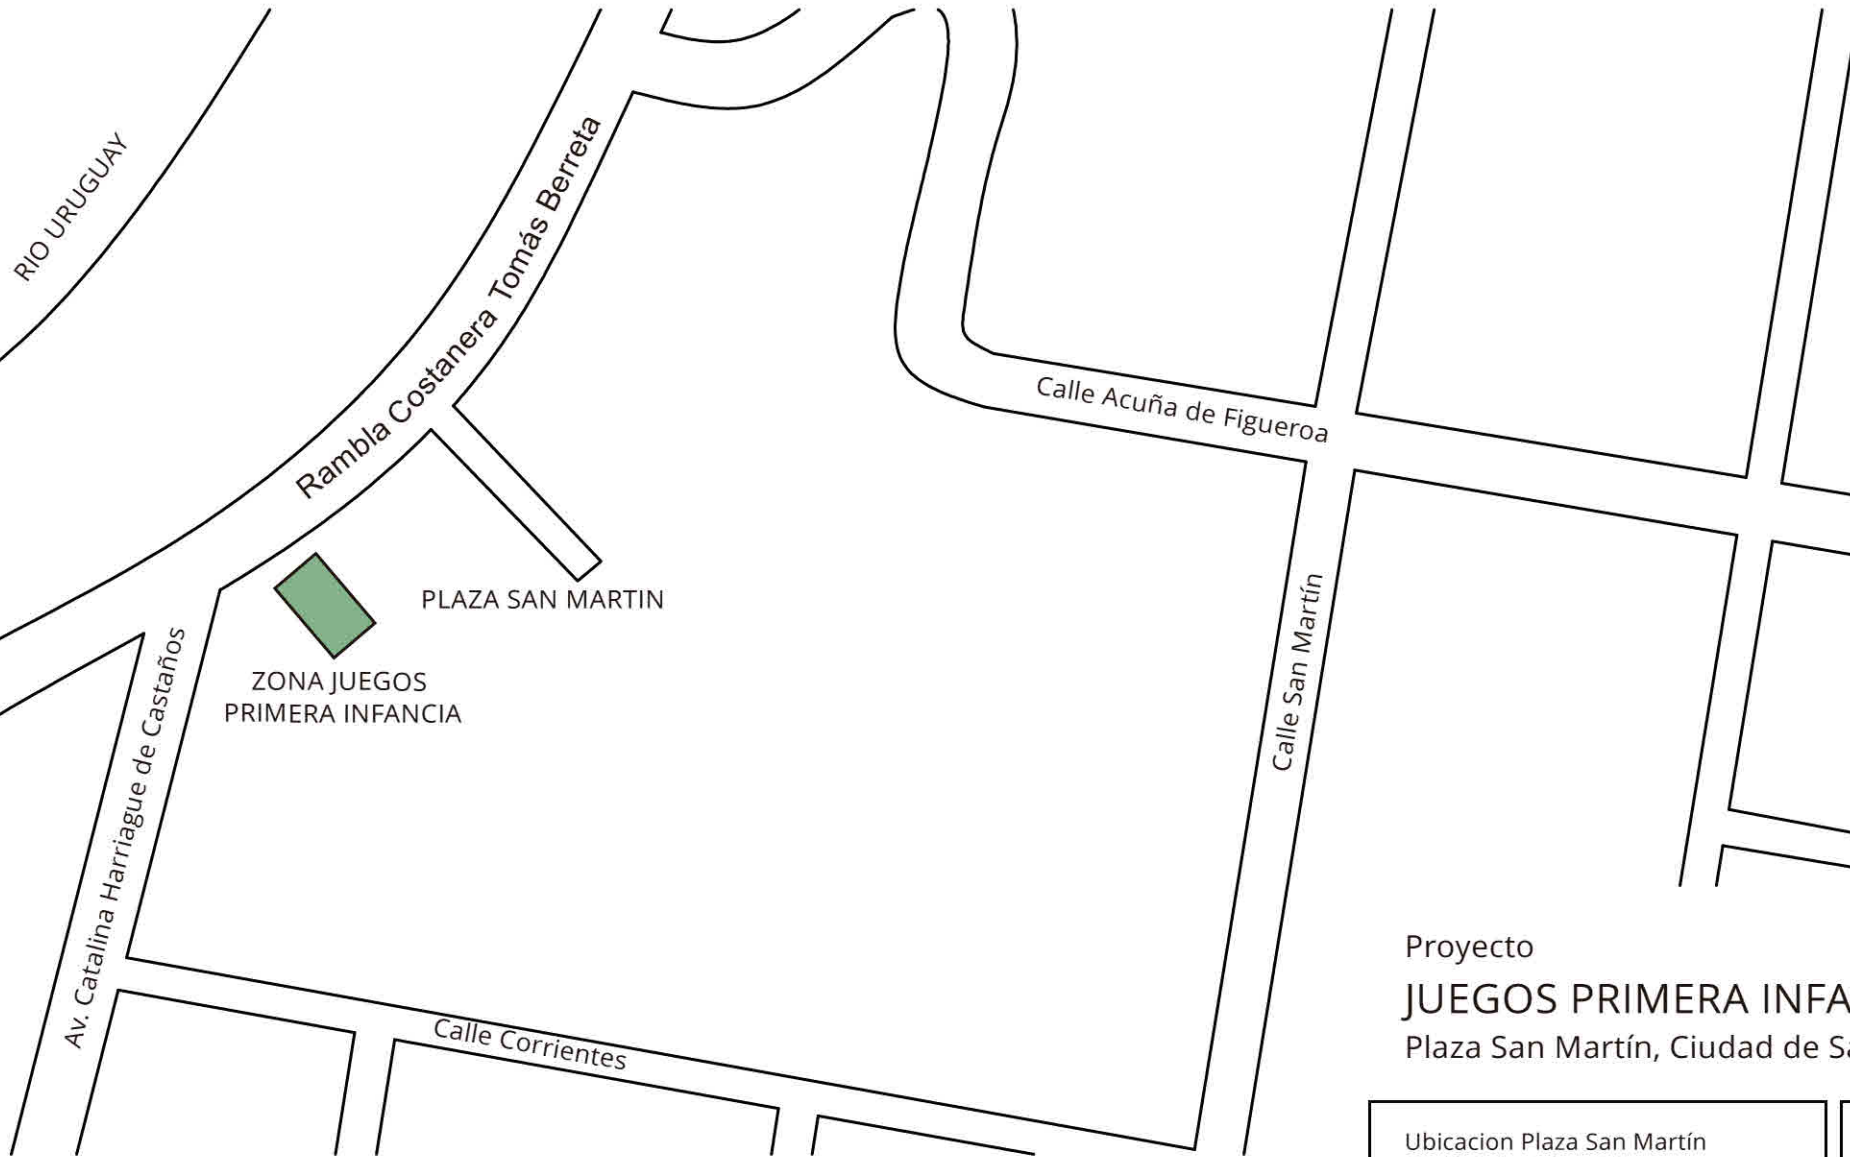 RIO URUGUAY
Rambla Costanera Tomás Berreta
Calle Acuña de Figueroa
PLAZA SAN MARTIN
ZONA JUEGOS
PRIMERA INFANCIA
Calle San Martín
Av. Catalina Harriague de Castaños
Calle Corrientes
Proyecto
JUEGOS PRIMERA INFA
Plaza San Martín, Ciudad de Sa
Ubicacion Plaza San Martín